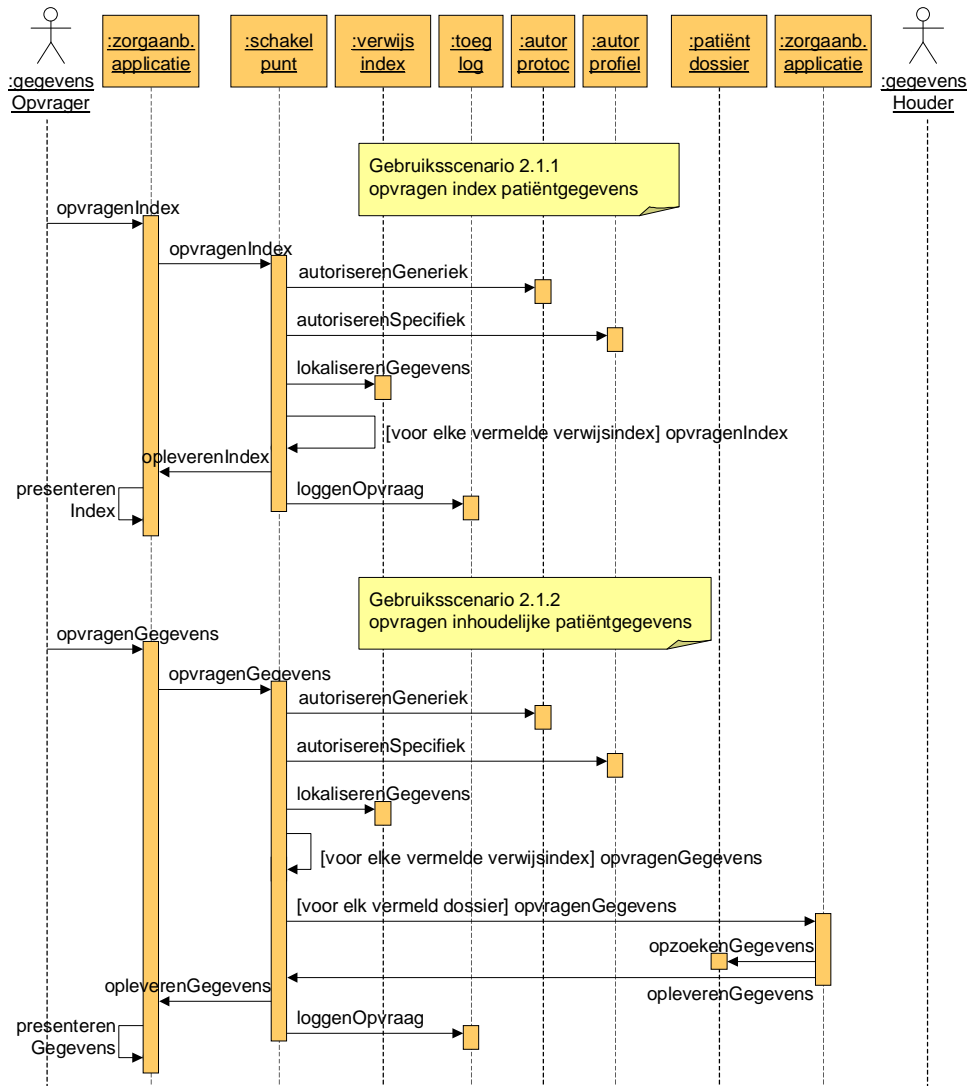 :gegevens
Opvrager
:zorgaanb.
applicatie
:schakel
punt
:verwijs
index
:toeg
log
:autor
protoc
:autor
profiel
:patiënt
dossier
:zorgaanb.
applicatie
:gegevens
Houder
Gebruiksscenario 2.1.1
opvragen index patiëntgegevens
opvragenIndex
opvragenIndex
autoriserenGeneriek
autoriserenSpecifiek
lokaliserenGegevens
[voor elke vermelde verwijsindex] opvragenIndex
opleverenIndex
presenteren
Index
loggenOpvraag
Gebruiksscenario 2.1.2
opvragen inhoudelijke patiëntgegevens
opvragenGegevens
opvragenGegevens
autoriserenGeneriek
autoriserenSpecifiek
lokaliserenGegevens
[voor elke vermelde verwijsindex] opvragenGegevens
[voor elk vermeld dossier] opvragenGegevens
opzoekenGegevens
opleverenGegevens
opleverenGegevens
presenteren
Gegevens
loggenOpvraag